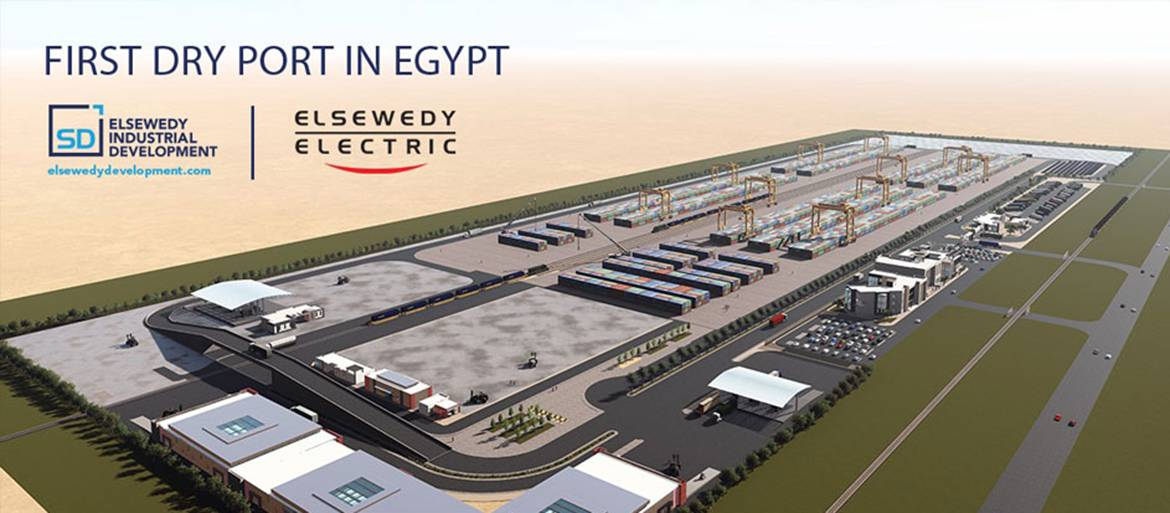 FIRST DRY PORT IN EGYPT
SD
ELSEWEDY
INDUSTRIAL
DEVELOPMENT
elsewedydevelopment.com
ELSEWEDY
ELECTRIC